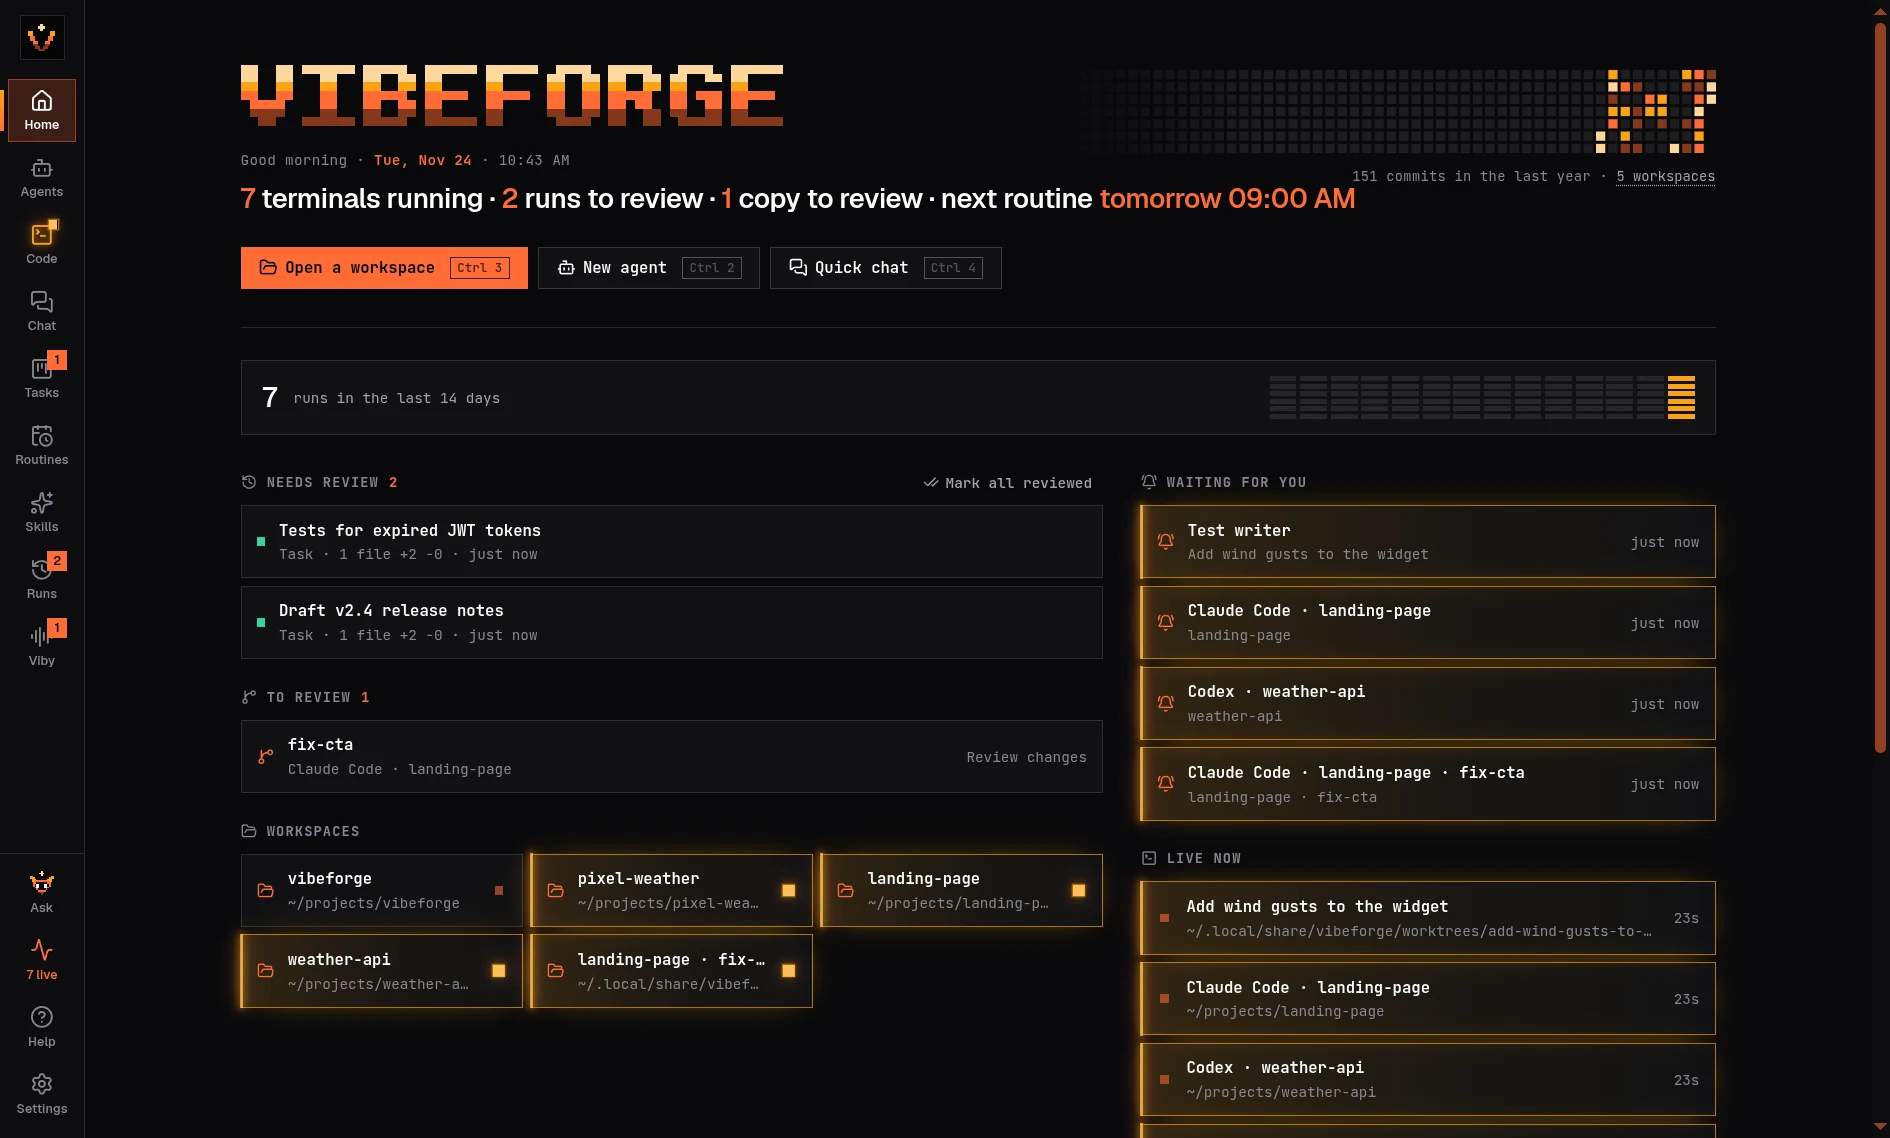 Home
Agents
Code
Chat
1
Tasks
Routines
Skills
2
Runs
1
Viby
Ask
7 live
Help
Settings
VIBEFORGE
Good morning · Tue, Nov 24 · 10:43 AM
7 terminals running · 2 runs to review · 1 copy to review · next routine tomorrow 09:00 AM
151 commits in the last year · 5 workspaces
Open a workspace Ctrl 3
New agent Ctrl 2
Quick chat Ctrl 4
7 runs in the last 14 days
NEEDS REVIEW 2
Mark all reviewed
Tests for expired JWT tokens
Task · 1 file +2 -0 · just now
Draft v2.4 release notes
Task · 1 file +2 -0 · just now
TO REVIEW 1
fix-cta
Claude Code · landing-page
Review changes
WORKSPACES
vibeforge
~/projects/vibeforge
pixel-weather
~/projects/pixel-wea…
landing-page
~/projects/landing-p…
weather-api
~/projects/weather-a…
landing-page · fix-…
~/.local/share/vibef…
WAITING FOR YOU
Test writer
Add wind gusts to the widget
just now
Claude Code · landing-page
landing-page
just now
Codex · weather-api
weather-api
just now
Claude Code · landing-page · fix-cta
landing-page · fix-cta
just now
LIVE NOW
Add wind gusts to the widget
~/.local/share/vibeforge/worktrees/add-wind-gusts-to-…
23s
Claude Code · landing-page
~/projects/landing-page
23s
Codex · weather-api
~/projects/weather-api
23s